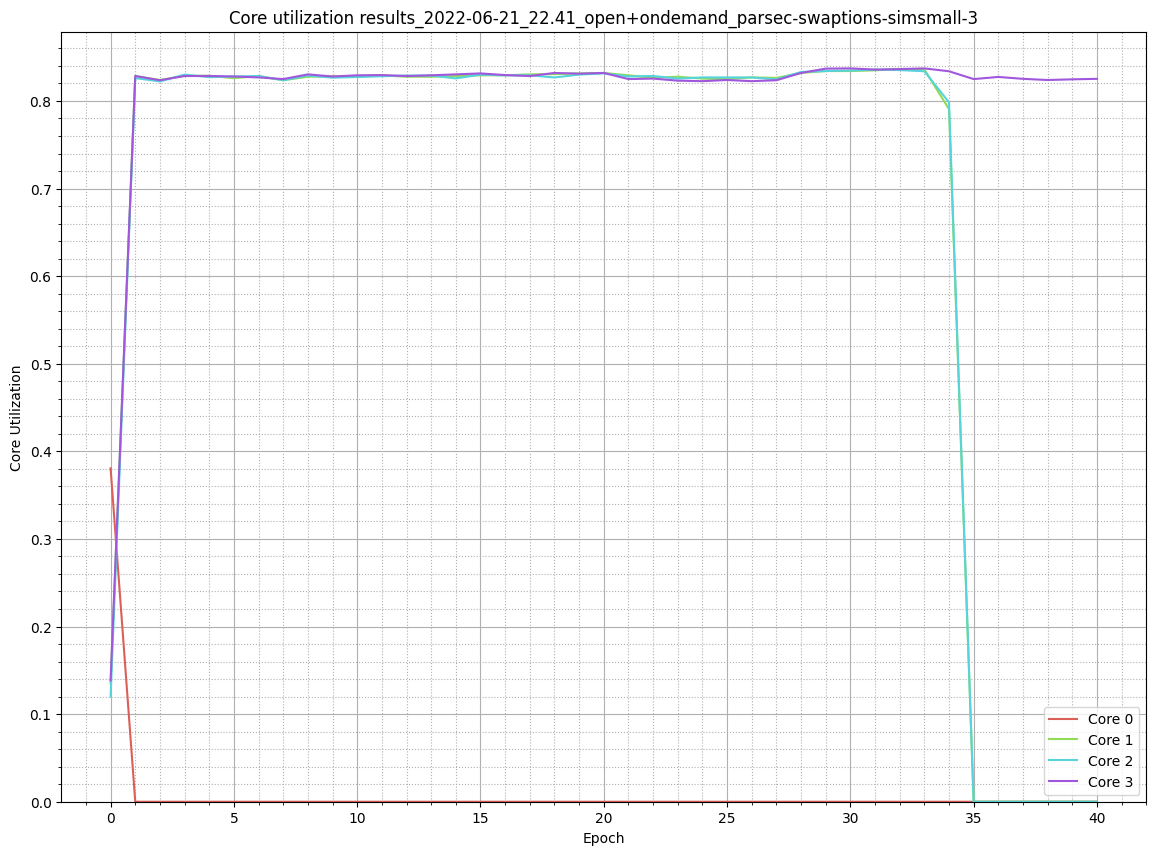 Core utilization results_2022-06-21_22.41_open+ondemand_parsec-swaptions-simsmall-3
0.8
0.7
0.6
0.5
0.4
0.3
0.2
0.1
0.0
Core Utilization
0 5 10 15 20 25 30 35 40
Epoch
Core 0
Core 1
Core 2
Core 3